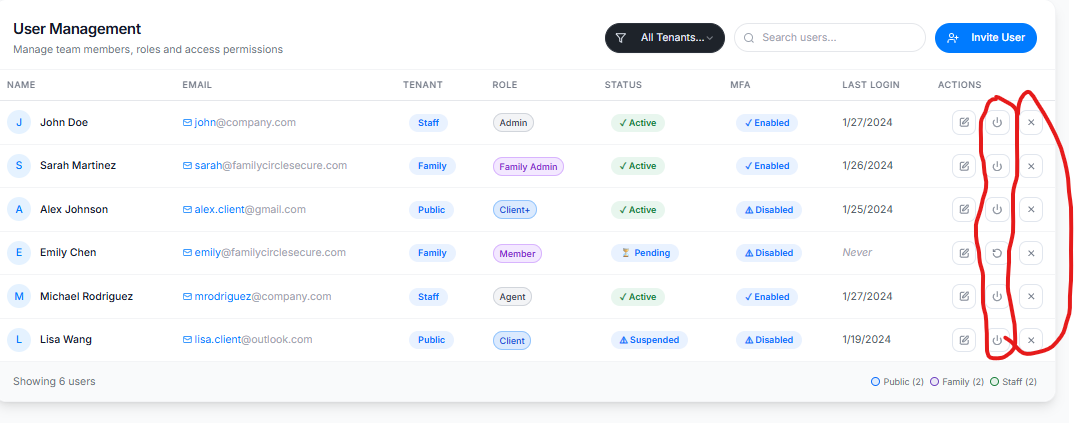 User Management
Manage team members, roles and access permissions
All Tenants...
Search users...
Invite User
NAME EMAIL TENANT ROLE STATUS MFA LAST LOGIN ACTIONS
J John Doe john@company.com Staff Admin ✓ Active ✓ Enabled 1/27/2024
S Sarah Martinez sarah@familycirclesecure.com Family Family Admin ✓ Active ✓ Enabled 1/26/2024
A Alex Johnson alex.client@gmail.com Public Client+ ✓ Active ⚠ Disabled 1/25/2024
E Emily Chen emily@familycirclesecure.com Family Member ⏳ Pending ⚠ Disabled Never
M Michael Rodriguez mrodriguez@company.com Staff Agent ✓ Active ✓ Enabled 1/27/2024
L Lisa Wang lisa.client@outlook.com Public Client ⚠ Suspended ⚠ Disabled 1/19/2024
Showing 6 users
Public (2) Family (2) Staff (2)